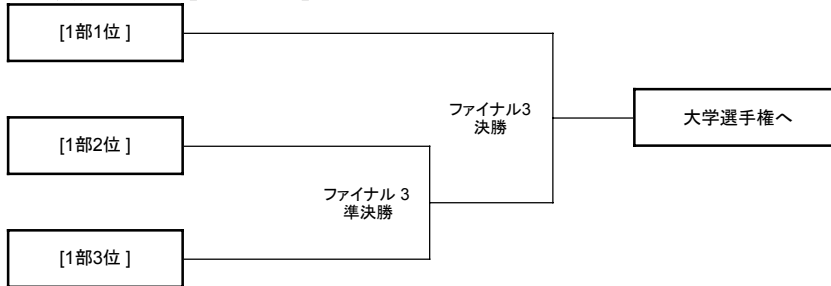 [1部1位 ]
ファイナル3
決勝
大学選手権へ
[1部2位 ]
ファイナル 3
準決勝
[1部3位 ]